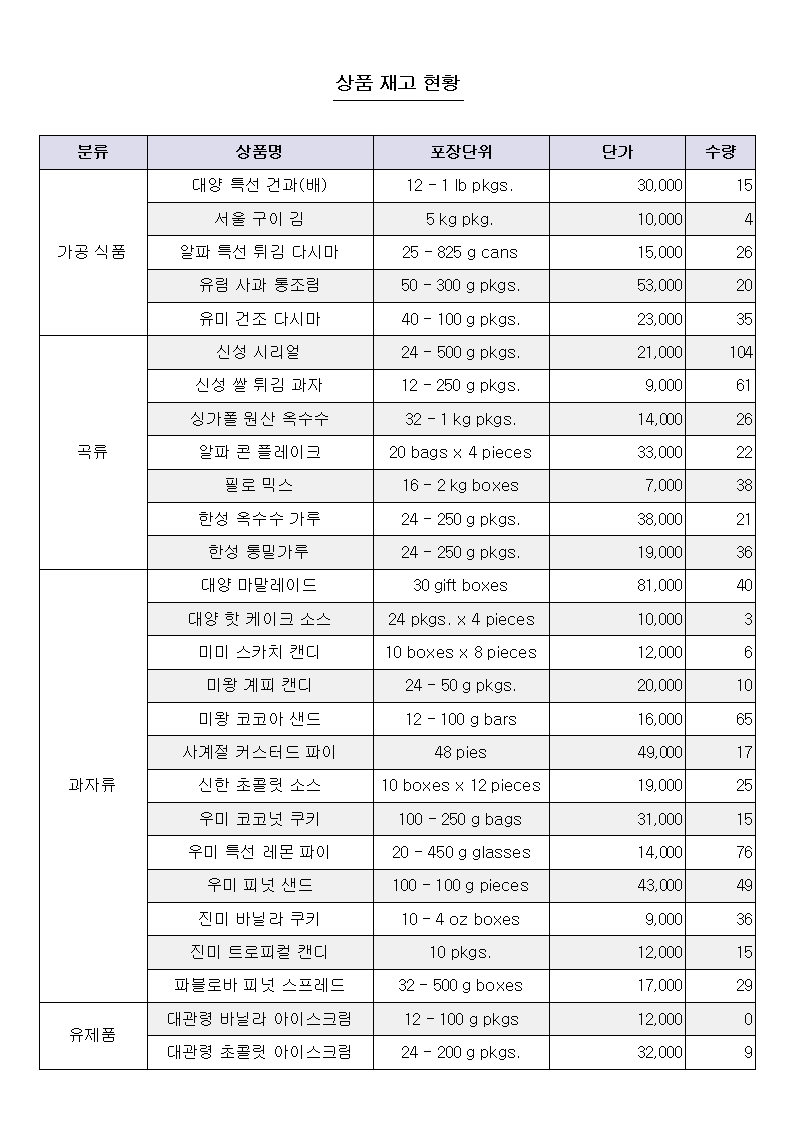 상품 재고 현황
분류 상품명 포장단위 단가 수량
가공 식품
대양 특선 건과(배) 12 - 1 lb pkgs. 30,000 15
서울 구이 김 5 kg pkg. 10,000 4
알파 특선 튀김 다시마 25 - 825 g cans 15,000 26
유림 사과 통조림 50 - 300 g pkgs. 53,000 20
유미 건조 다시마 40 - 100 g pkgs. 23,000 35
곡류
신성 시리얼 24 - 500 g pkgs. 21,000 104
신성 쌀 튀김 과자 12 - 250 g pkgs. 9,000 61
싱가폴 원산 옥수수 32 - 1 kg pkgs. 14,000 26
알파 콘 플레이크 20 bags x 4 pieces 33,000 22
필로 믹스 16 - 2 kg boxes 7,000 38
한성 옥수수 가루 24 - 250 g pkgs. 38,000 21
한성 통밀가루 24 - 250 g pkgs. 19,000 36
과자류
대양 마말레이드 30 gift boxes 81,000 40
대양 핫 케이크 소스 24 pkgs. x 4 pieces 10,000 3
미미 스카치 캔디 10 boxes x 8 pieces 12,000 6
미왕 계피 캔디 24 - 50 g pkgs. 20,000 10
미왕 코코아 샌드 12 - 100 g bars 16,000 65
사계절 커스터드 파이 48 pies 49,000 17
신한 초콜릿 소스 10 boxes x 12 pieces 19,000 25
우미 코코넛 쿠키 100 - 250 g bags 31,000 15
우미 특선 레몬 파이 20 - 450 g glasses 14,000 76
우미 피넛 샌드 100 - 100 g pieces 43,000 49
진미 바닐라 쿠키 10 - 4 oz boxes 9,000 36
진미 트로피컬 캔디 10 pkgs. 12,000 15
파블로바 피넛 스프레드 32 - 500 g boxes 17,000 29
유제품
대관령 바닐라 아이스크림 12 - 100 g pkgs 12,000 0
대관령 초콜릿 아이스크림 24 - 200 g pkgs. 32,000 9